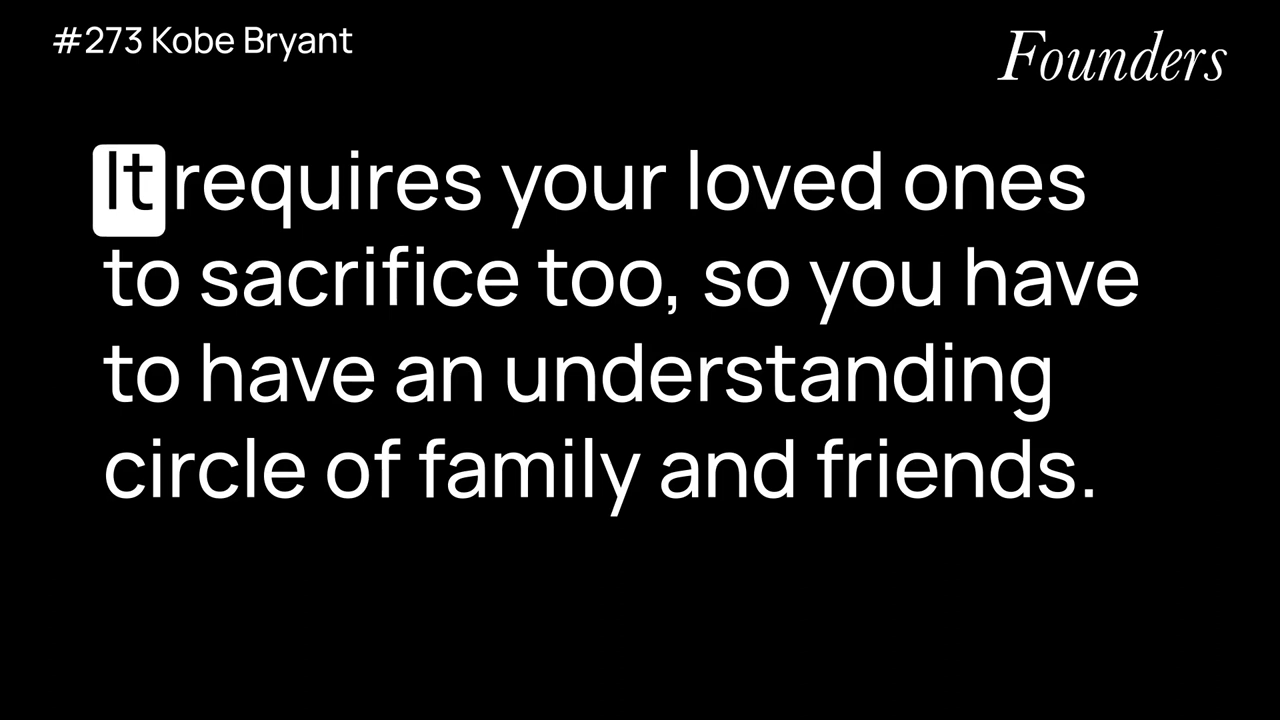 #273 Kobe Bryant
Founders
It requires your loved ones
to sacrifice too, so you have
to have an understanding
circle of family and friends.